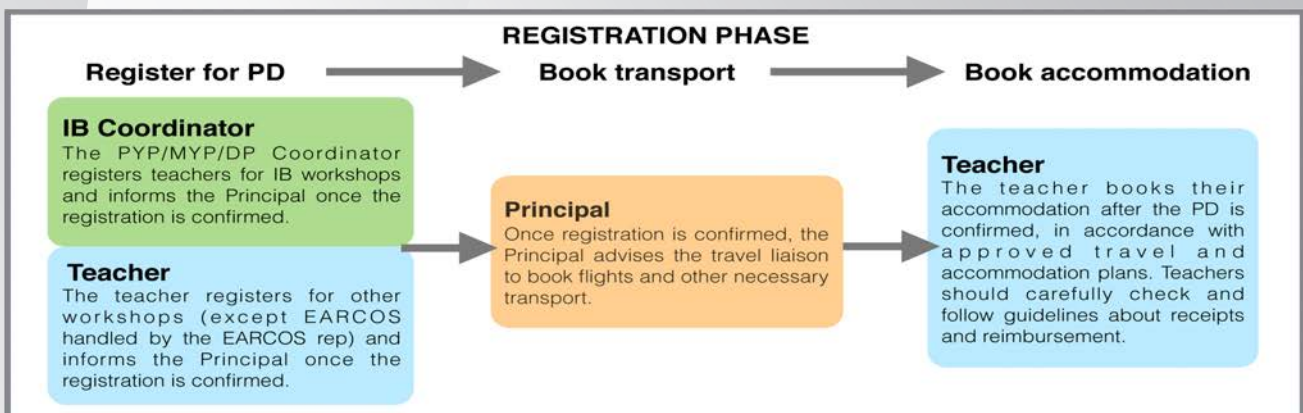 REGISTRATION PHASE
Register for PD
Book transport
Book accommodation
IB Coordinator
The PYP/MYP/DP Coordinator
registers teachers for IB workshops
and informs the Principal once the
registration is confirmed.
Teacher
The teacher registers for other
workshops (except EARCOS
handled by the EARCOS rep) and
informs the Principal once the
registration is confirmed.
Principal
Once registration is confirmed, the
Principal advises the travel liaison
to book flights and other necessary
transport.
Teacher
The teacher books their
accommodation after the PD is
confirmed, in accordance with
approved travel and
accommodation plans. Teachers
should carefully check and
follow guidelines about receipts
and reimbursement.